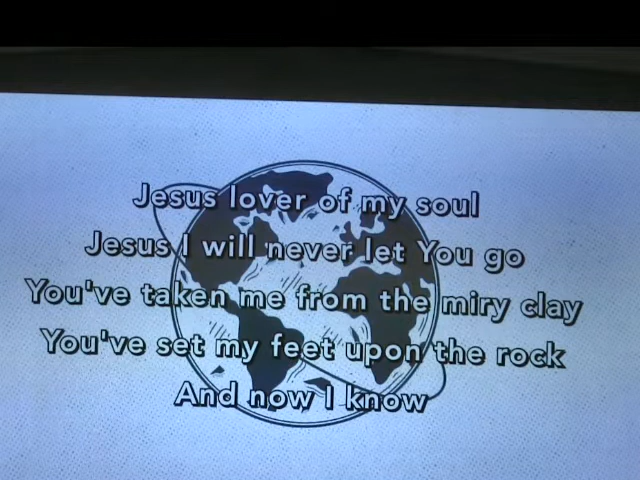 Jesus lover of my soul
Jesus I will never let You go
You've taken me from the miry clay
You've set my feet upon the rock
And now I know